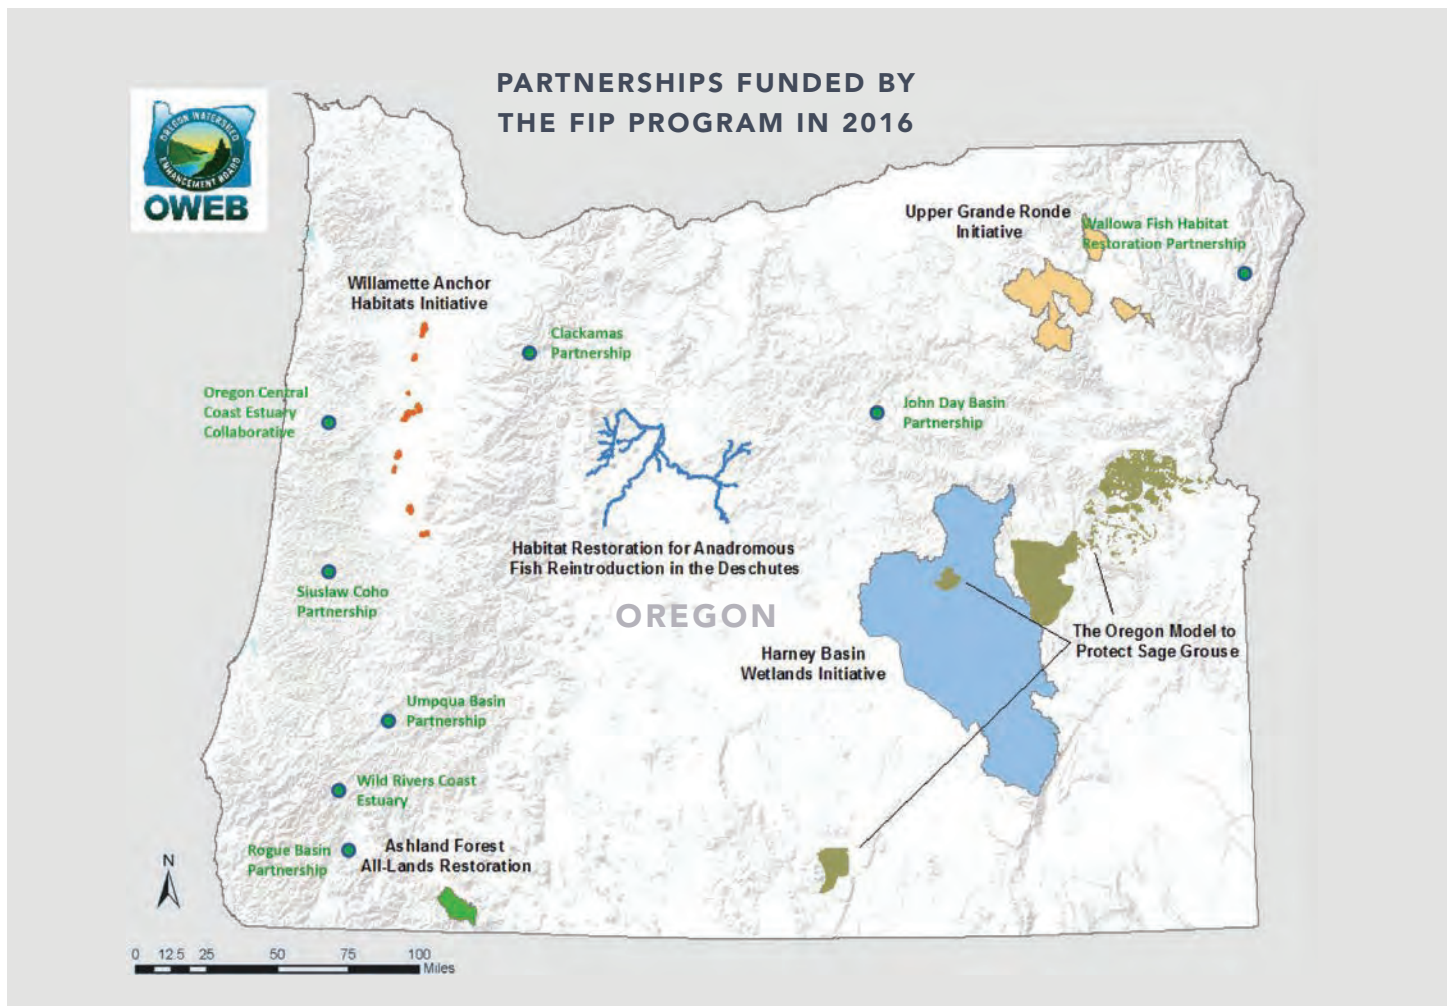 PARTNERSHIPS FUNDED BY
THE FIP PROGRAM IN 2016
OREGON WATERSHED
ENHANCEMENT BOARD
OWEB
Upper Grande Ronde
Initiative
Wallowa Fish Habitat
Restoration Partnership
Willamette Anchor
Habitats Initiative
Clackamas
Partnership
Oregon Central
Coast Estuary
Collaborative
John Day Basin
Partnership
Habitat Restoration for Anadromous
Fish Reintroduction in the Deschutes
Siuslaw Coho
Partnership
OREGON
The Oregon Model to
Protect Sage Grouse
Harney Basin
Wetlands Initiative
Umpqua Basin
Partnership
Wild Rivers Coast
Estuary
Rogue Basin
Partnership
Ashland Forest
All-Lands Restoration
N
0 12.5 25 50 75 100
Miles